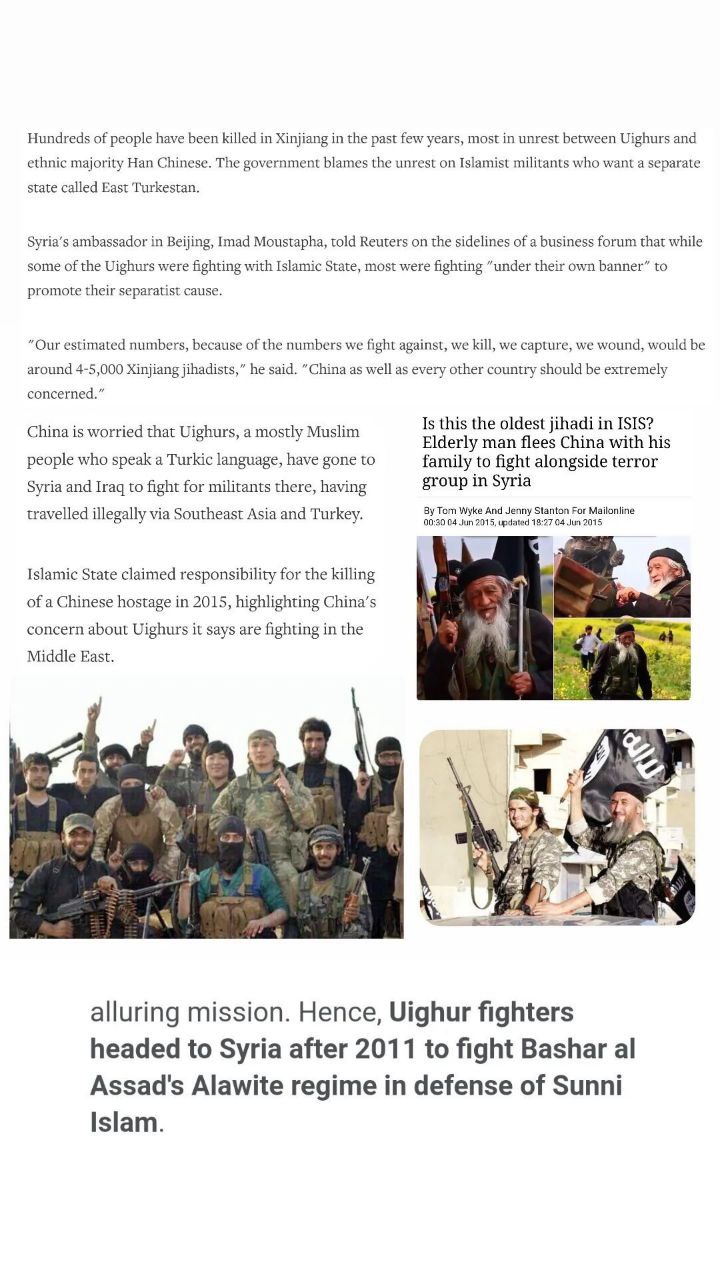 Hundreds of people have been killed in Xinjiang in the past few years, most in unrest between Uighurs and
ethnic majority Han Chinese. The government blames the unrest on Islamist militants who want a separate
state called East Turkestan.
Syria's ambassador in Beijing, Imad Moustapha, told Reuters on the sidelines of a business forum that while
some of the Uighurs were fighting with Islamic State, most were fighting "under their own banner" to
promote their separatist cause.
"Our estimated numbers, because of the numbers we fight against, we kill, we capture, we wound, would be
around 4-5,000 Xinjiang jihadists," he said. "China as well as every other country should be extremely
concerned."
China is worried that Uighurs, a mostly Muslim
people who speak a Turkic language, have gone to
Syria and Iraq to fight for militants there, having
travelled illegally via Southeast Asia and Turkey.
Islamic State claimed responsibility for the killing
of a Chinese hostage in 2015, highlighting China's
concern about Uighurs it says are fighting in the
Middle East.
Is this the oldest jihadi in ISIS?
Elderly man flees China with his
family to fight alongside terror
group in Syria
By Tom Wyke And Jenny Stanton For Mailonline
00:30 04 Jun 2015, updated 18:27 04 Jun 2015
alluring mission. Hence, Uighur fighters
headed to Syria after 2011 to fight Bashar al
Assad's Alawite regime in defense of Sunni
Islam.